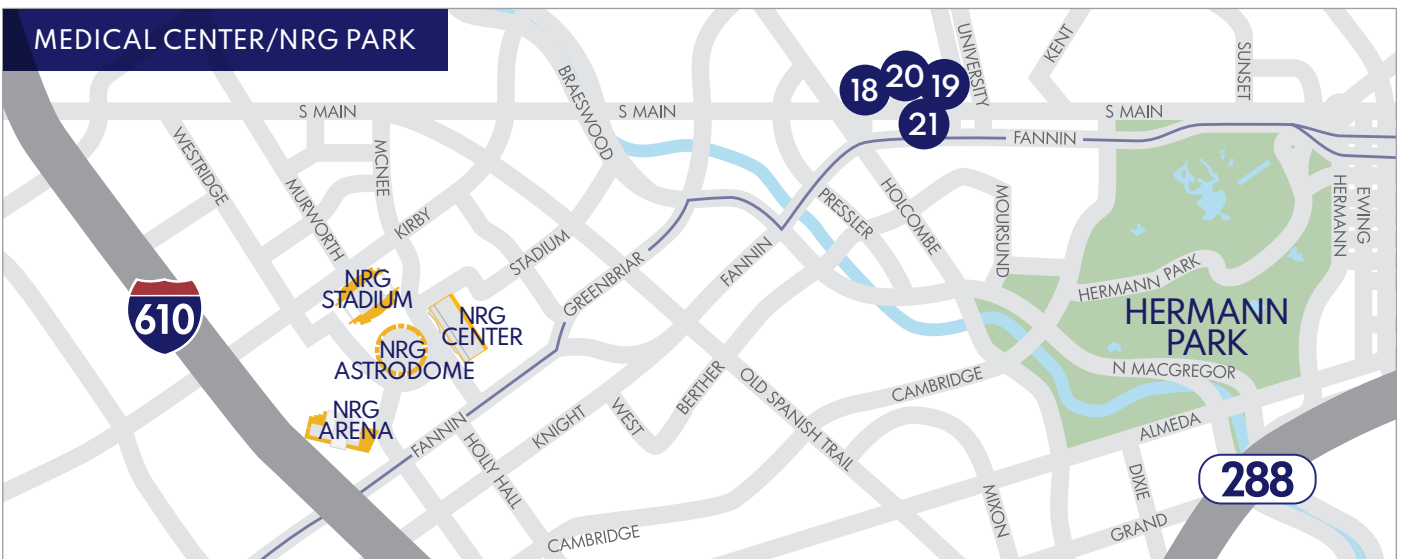 MEDICAL CENTER/NRG PARK
S MAIN
S MAIN
S MAIN
BRAESWOOD
UNIVERSITY
KENT
SUNSET
18
20
19
21
FANNIN
WESTRIDGE
MURWORTH
MCNEE
KIRBY
STADIUM
GREENBRIAR
FANNIN
PRESSLER
HOLCOMBE
MOURSUND
HERMANN
EWING
HERMANN PARK
HERMANN
PARK
N MACGREGOR
610
NRG
STADIUM
NRG
CENTER
NRG
ASTRODOME
NRG
ARENA
FANNIN
HOLLY HALL
KNIGHT
WEST
BERTHER
OLD SPANISH TRAIL
CAMBRIDGE
CAMBRIDGE
ALMEDA
MIXON
DIXIE
GRAND
288